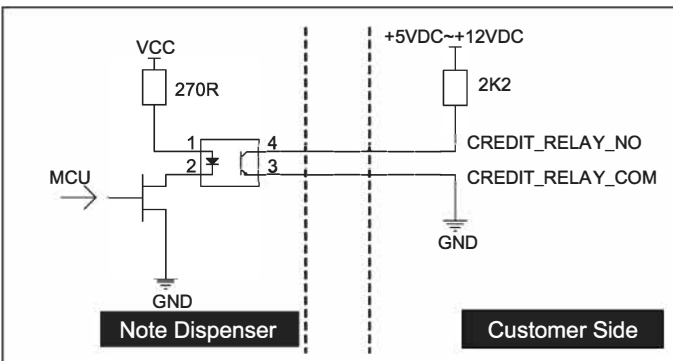 +5VDC~+12VDC
VCC
270R
2K2
1
4
CREDIT_RELAY_NO
2
3
CREDIT_RELAY_COM
MCU
GND
GND
Note Dispenser
Customer Side